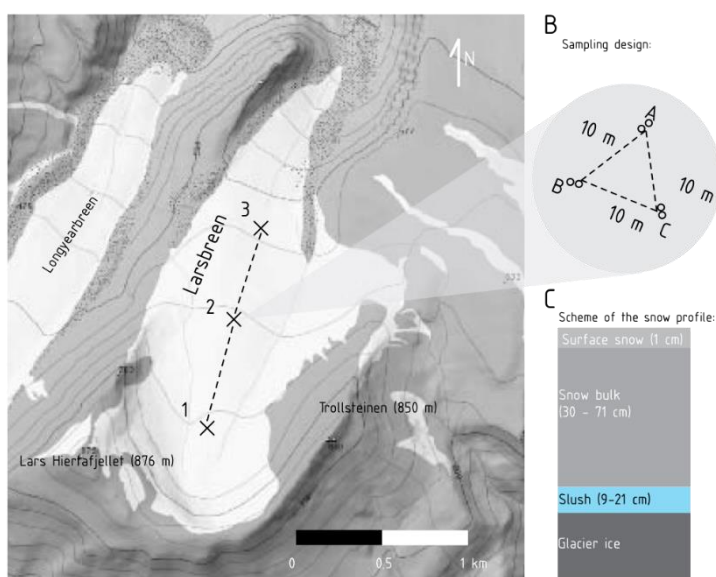 B
Sampling design:
N
A
10 m
10 m
B
10 m
C
Longyearbreen
Larsbreen
3
2
1
Trollsteinen (850 m)
Lars Hiertafjellet (876 m)
0
0.5
1 km
C
Scheme of the snow profile:
Surface snow (1 cm)
Snow bulk
(30 - 71 cm)
Slush (9-21 cm)
Glacier ice